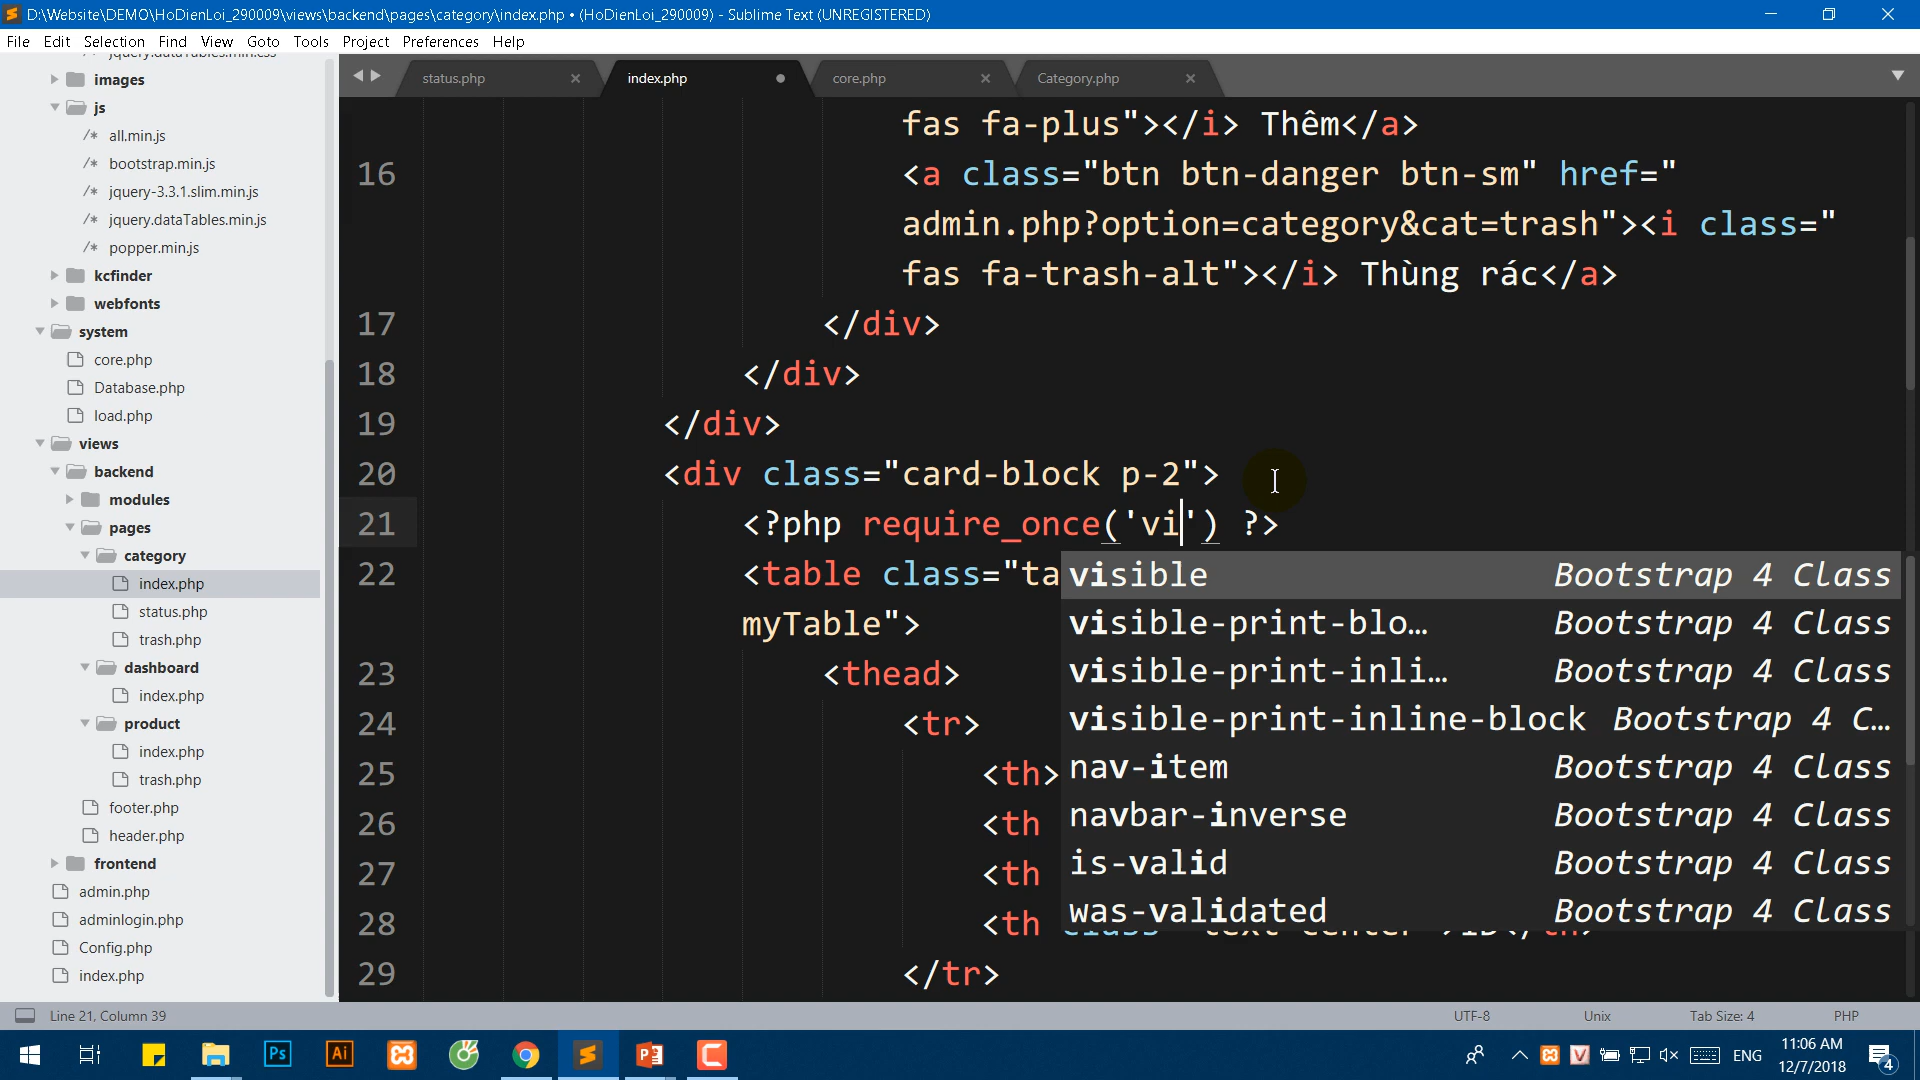 D:\Website\DEMO\HoDienLoi_290009\views\backend\pages\category\index.php • (HoDienLoi_290009) - Sublime Text (UNREGISTERED)
File Edit Selection Find View Goto Tools Project Preferences Help
status.php
index.php
core.php
Category.php
images
js
/* all.min.js
/* bootstrap.min.js
/* jquery-3.3.1.slim.min.js
/* jquery.dataTables.min.js
/* popper.min.js
kcfinder
webfonts
system
core.php
Database.php
load.php
views
backend
modules
pages
category
index.php
status.php
trash.php
dashboard
index.php
product
index.php
trash.php
footer.php
header.php
frontend
admin.php
adminlogin.php
Config.php
index.php
fas fa-plus"></i> Thêm</a>
16 <a class="btn btn-danger btn-sm" href="
admin.php?option=category&cat=trash"><i class="
fas fa-trash-alt"></i> Thùng rác</a>
17 </div>
18 </div>
19 </div>
20 <div class="card-block p-2">
21 <?php require_once('vi') ?>
22 <table class="ta
myTable">
23 <thead>
24 <tr>
25 <th>
26 <th
27 <th
28 <th
29 </tr>
visible Bootstrap 4 Class
visible-print-blo… Bootstrap 4 Class
visible-print-inli… Bootstrap 4 Class
visible-print-inline-block Bootstrap 4 C…
nav-item Bootstrap 4 Class
navbar-inverse Bootstrap 4 Class
is-valid Bootstrap 4 Class
was-validated Bootstrap 4 Class
Line 21, Column 39
UTF-8
Unix
Tab Size: 4
PHP
Ps
Ai
ENG
11:06 AM
12/7/2018
4